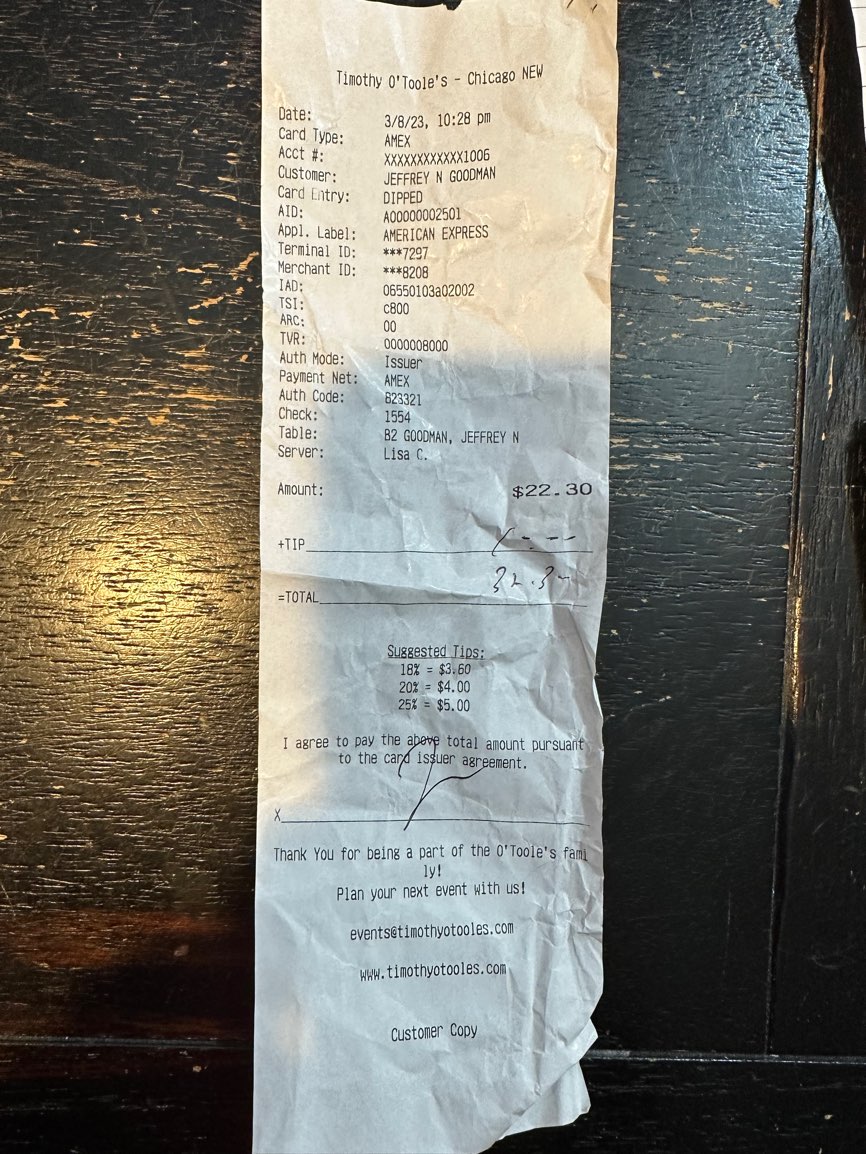 Timothy O'Toole's - Chicago NEW
Date: 3/8/23, 10:28 pm
Card Type: AMEX
Acct #: XXXXXXXXXXXX1006
Customer: JEFFREY N GOODMAN
Card Entry: DIPPED
AID: A00000002501
Appl. Label: AMERICAN EXPRESS
Terminal ID: ***7297
Merchant ID: ***8208
IAD: 06550103a02002
TSI: c800
ARC: 00
TVR: 0000008000
Auth Mode: Issuer
Payment Net: AMEX
Auth Code: 823321
Check: 1554
Table: B2 GOODMAN, JEFFREY N
Server: Lisa C.
Amount: $22.30
+TIP
=TOTAL
Suggested Tips:
18% = $3.60
20% = $4.00
25% = $5.00
I agree to pay the above total amount pursuant
to the card issuer agreement.
X
Thank You for being a part of the O'Toole's fami
ly!
Plan your next event with us!
events@timothyotooles.com
www.timothyotooles.com
Customer Copy